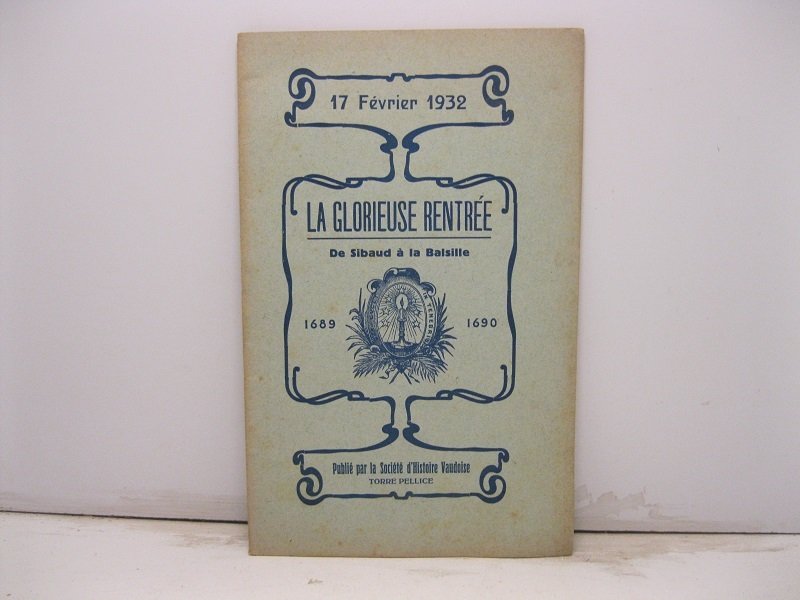 17 Février 1932
LA GLORIEUSE RENTRÉE
De Sibaud à la Balsille
1689
1690
TENEBRIS
Publié par la Société d'Histoire Vaudoise
TORRE PELLICE